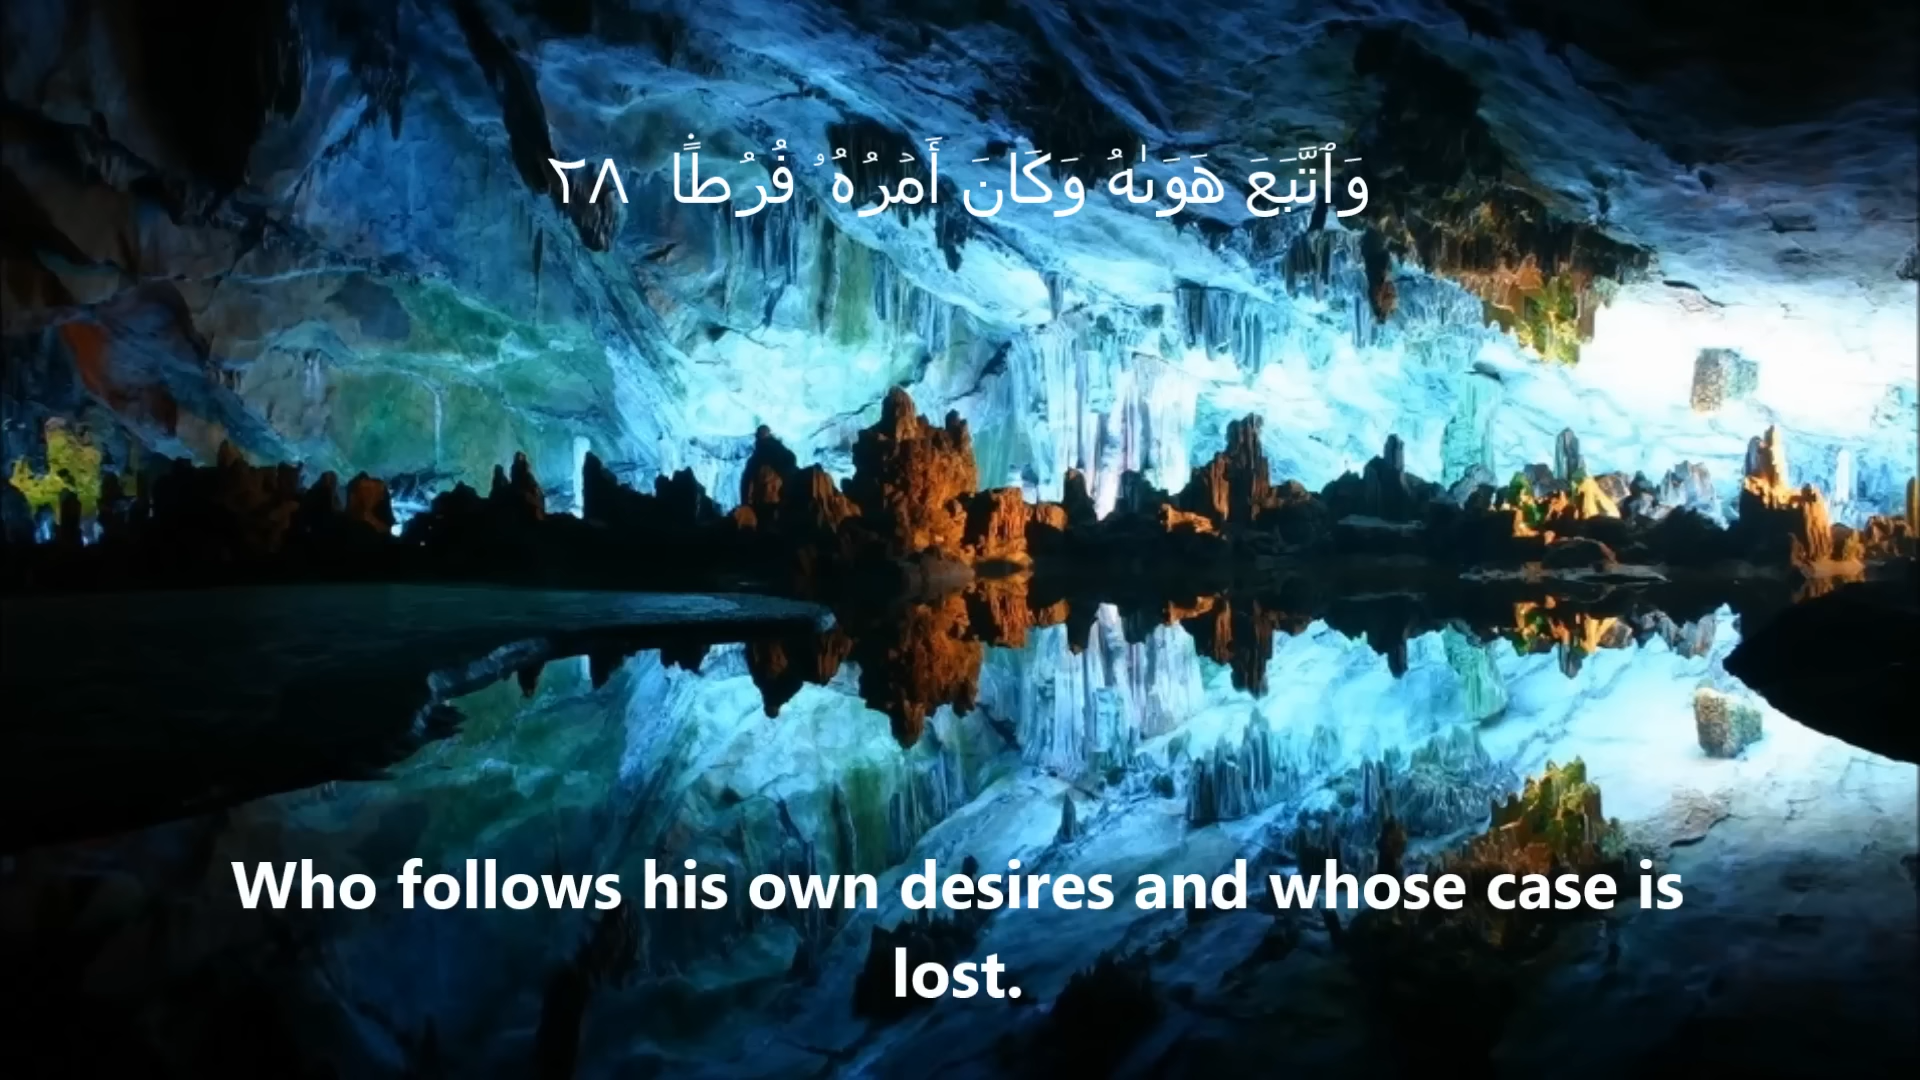 وَٱتَّبَعَ هَوَىٰهُ وَكَانَ أَمۡرُهُۥ فُرُطٗا ٢٨
Who follows his own desires and whose case is
lost.